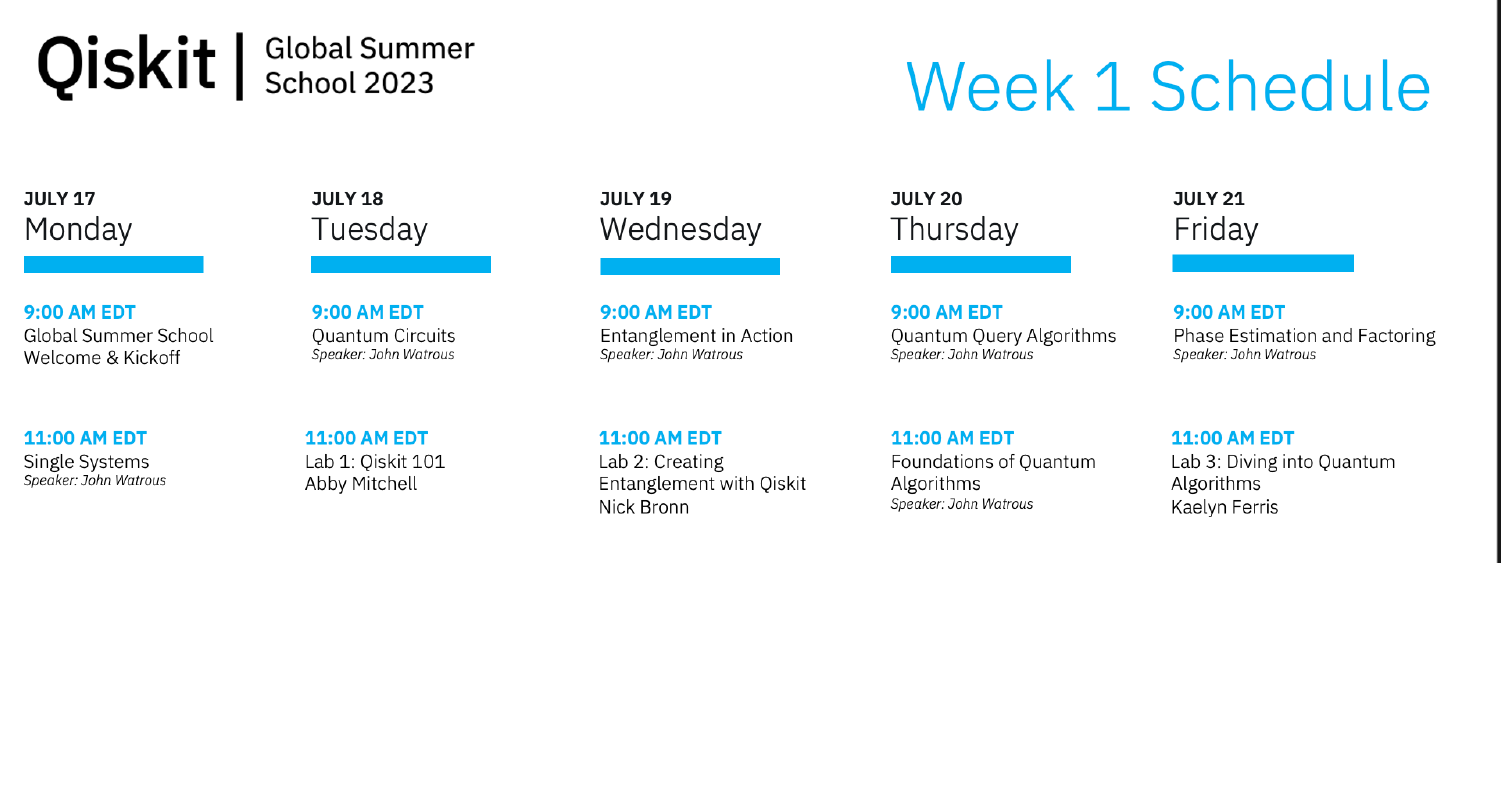 Qiskit | Global Summer
School 2023
Week 1 Schedule
JULY 17
Monday
9:00 AM EDT
Global Summer School
Welcome & Kickoff
11:00 AM EDT
Single Systems
Speaker: John Watrous
JULY 18
Tuesday
9:00 AM EDT
Quantum Circuits
Speaker: John Watrous
11:00 AM EDT
Lab 1: Qiskit 101
Abby Mitchell
JULY 19
Wednesday
9:00 AM EDT
Entanglement in Action
Speaker: John Watrous
11:00 AM EDT
Lab 2: Creating
Entanglement with Qiskit
Nick Bronn
JULY 20
Thursday
9:00 AM EDT
Quantum Query Algorithms
Speaker: John Watrous
11:00 AM EDT
Foundations of Quantum
Algorithms
Speaker: John Watrous
JULY 21
Friday
9:00 AM EDT
Phase Estimation and Factoring
Speaker: John Watrous
11:00 AM EDT
Lab 3: Diving into Quantum
Algorithms
Kaelyn Ferris